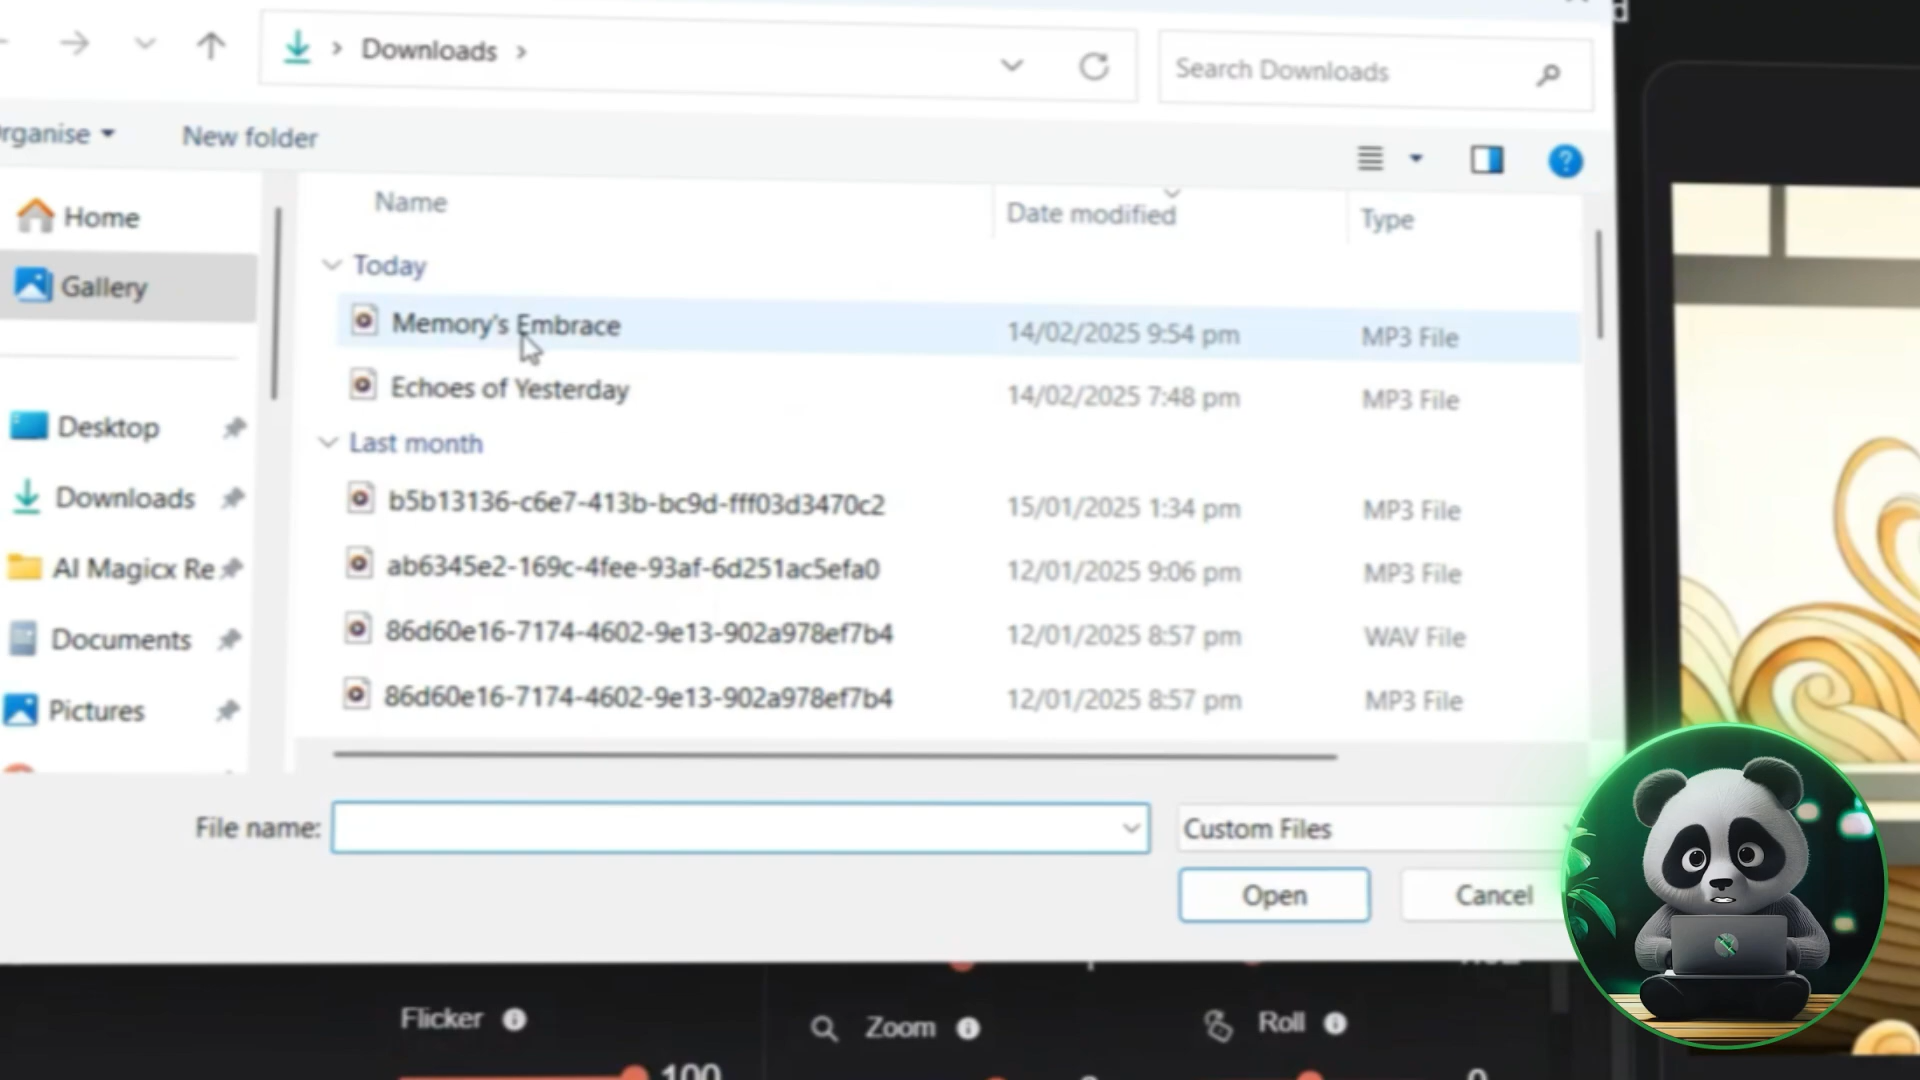 Downloads
Search Downloads
rganise
New folder
Name
Date modified
Type
Home
Gallery
Desktop
Downloads
AI Magicx Re
Documents
Pictures
Today
Memory's Embrace 14/02/2025 9:54 pm MP3 File
Echoes of Yesterday 14/02/2025 7:48 pm MP3 File
Last month
b5b13136-c6e7-413b-bc9d-fff03d3470c2 15/01/2025 1:34 pm MP3 File
ab6345e2-169c-4fee-93af-6d251ac5efa0 12/01/2025 9:06 pm MP3 File
86d60e16-7174-4602-9e13-902a978ef7b4 12/01/2025 8:57 pm WAV File
86d60e16-7174-4602-9e13-902a978ef7b4 12/01/2025 8:57 pm MP3 File
File name:
Custom Files
Open
Cancel
Flicker
Zoom
Roll
100